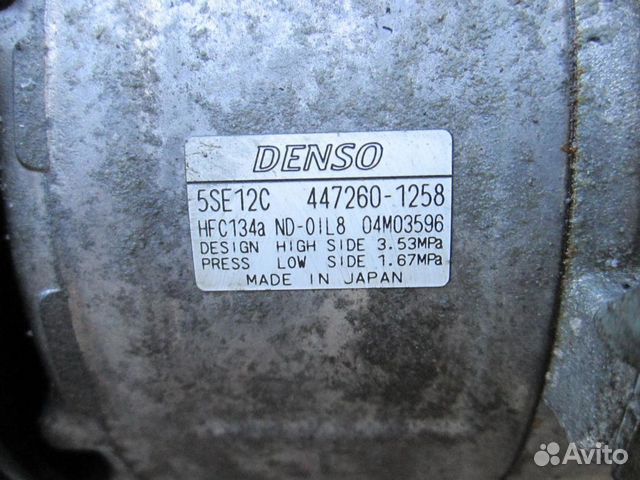 DENSO
5SE12C 447260-1258
HFC134a ND-OIL8 04M03596
DESIGN HIGH SIDE 3.53MPa
PRESS LOW SIDE 1.67MPa
MADE IN JAPAN
Avito